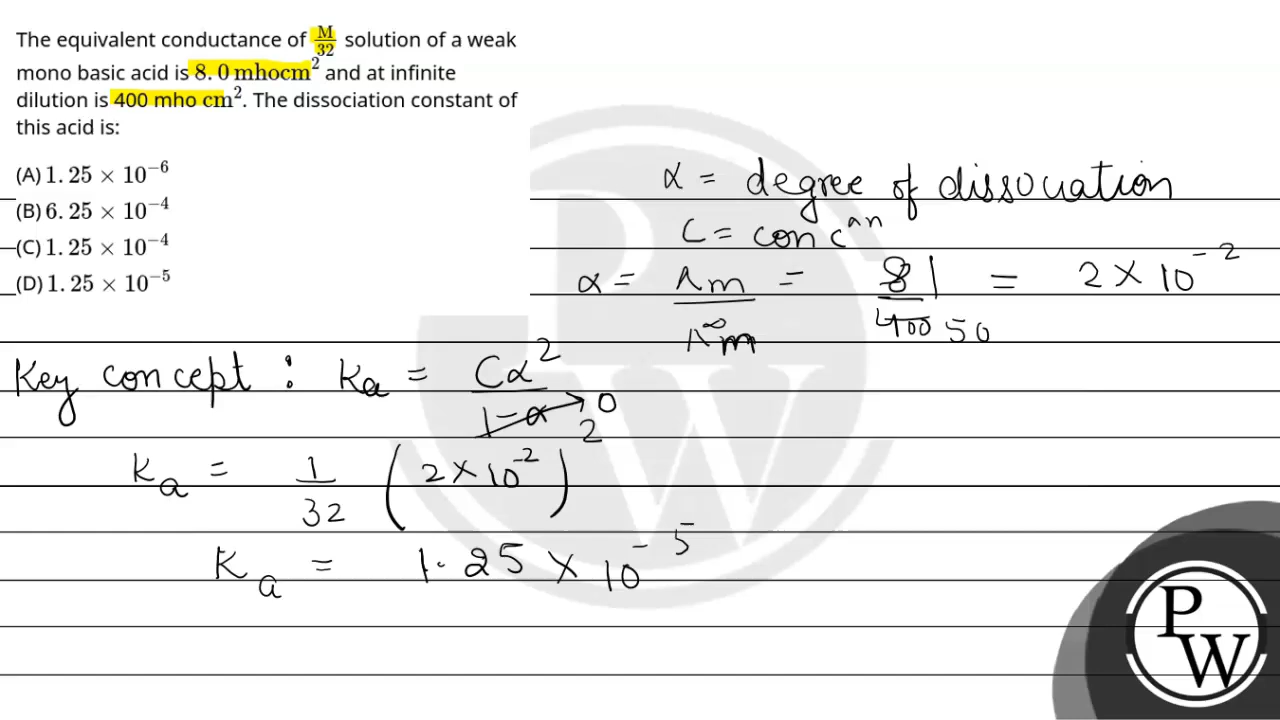 The equivalent conductance of M/32 solution of a weak
mono basic acid is 8.0 mhocm² and at infinite
dilution is 400 mho cm². The dissociation constant of
this acid is:
(A) 1.25 × 10⁻⁶
(B) 6.25 × 10⁻⁴
(C) 1.25 × 10⁻⁴
(D) 1.25 × 10⁻⁵
α = degree of dissociation
C = concⁿ
α = Λm / Λ^∞m = 8 1 / 400 50 = 2 × 10⁻²
Key concept : Ka = Cα² / 1-α → 0
Ka = 1/32 (2 × 10⁻²)²
Ka = 1.25 × 10⁻⁵
PW
PW